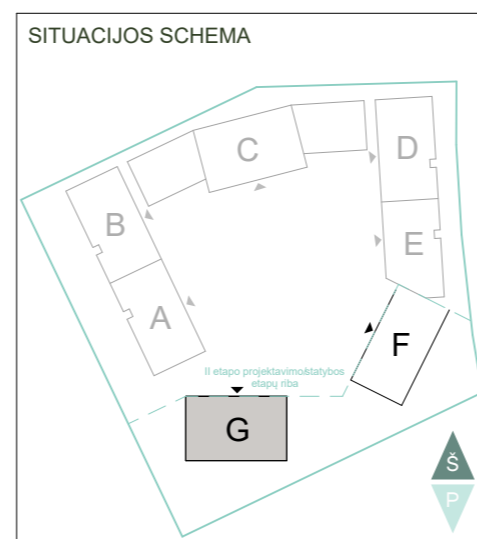 SITUACIJOS SCHEMA
C
D
B
E
A
F
II etapo projektavimo/statybos
etapų riba
G
Š
P